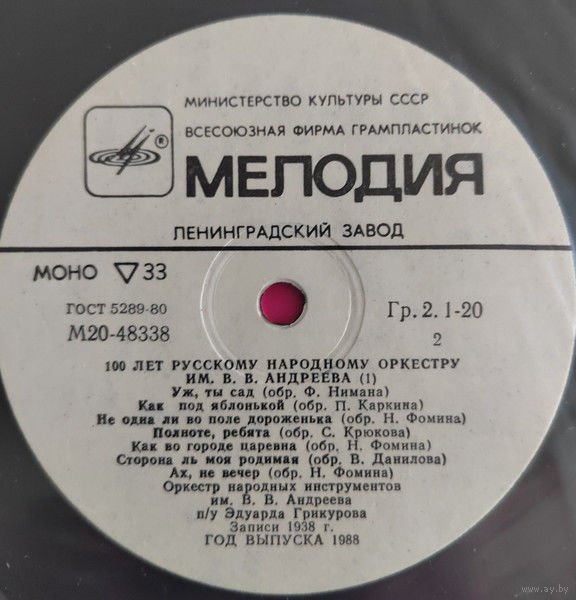 МИНИСТЕРСТВО КУЛЬТУРЫ СССР
ВСЕСОЮЗНАЯ ФИРМА ГРАМПЛАСТИНОК
®
МЕЛОДИЯ
ЛЕНИНГРАДСКИЙ ЗАВОД
МОНО ▽ 33
ГОСТ 5289-80
М20-48338
Гр. 2. 1-20
2
100 ЛЕТ РУССКОМУ НАРОДНОМУ ОРКЕСТРУ
ИМ. В. В. АНДРЕЕВА (1)
Уж, ты сад (обр. Ф. Нимана)
Как под яблонькой (обр. П. Каркина)
Не одна ли во поле дороженька (обр. Н. Фомина)
Полноте, ребята (обр. С. Крюкова)
Как во городе царевна (обр. Н. Фомина)
Сторона ль моя родимая (обр. В. Данилова)
Ах, не вечер (обр. Н. Фомина)
Оркестр народных инструментов
им. В. В. Андреева
п/у Эдуарда Грикурова
Записи 1938 г.
ГОД ВЫПУСКА 1988
www.ay.by